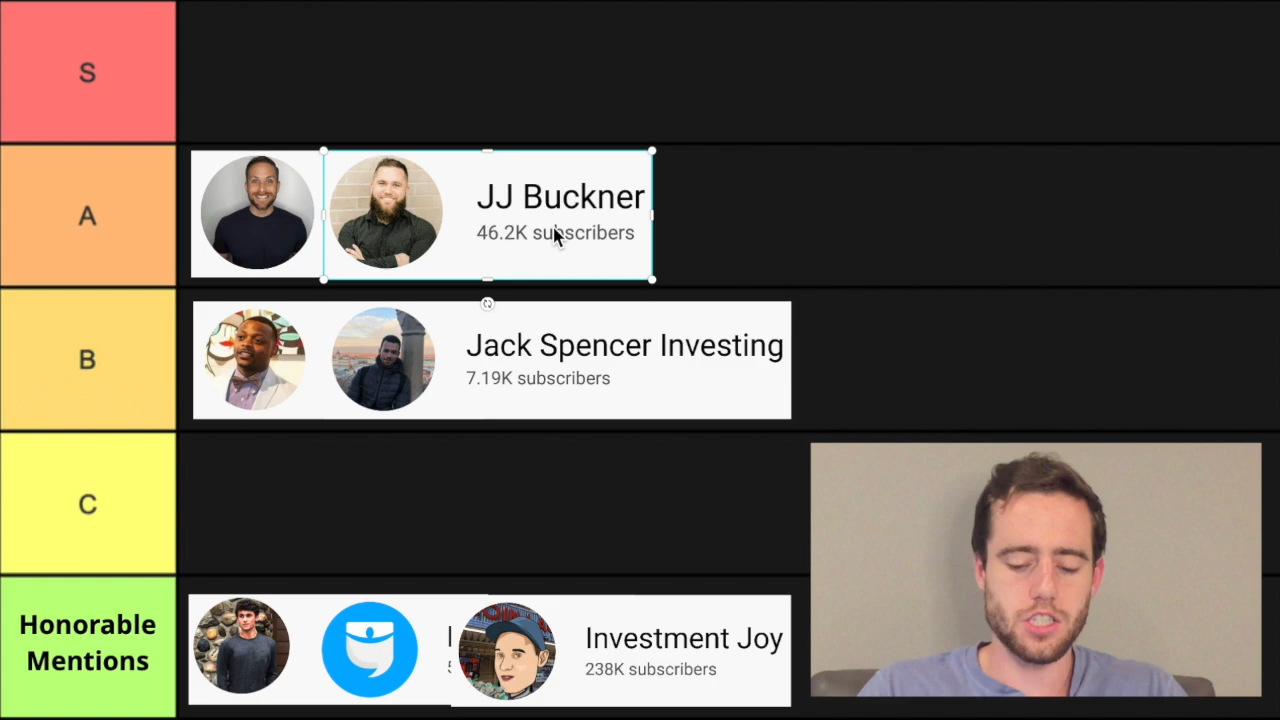 S
A
JJ Buckner
46.2K subscribers
B
Jack Spencer Investing
7.19K subscribers
C
Honorable
Mentions
Investment Joy
238K subscribers